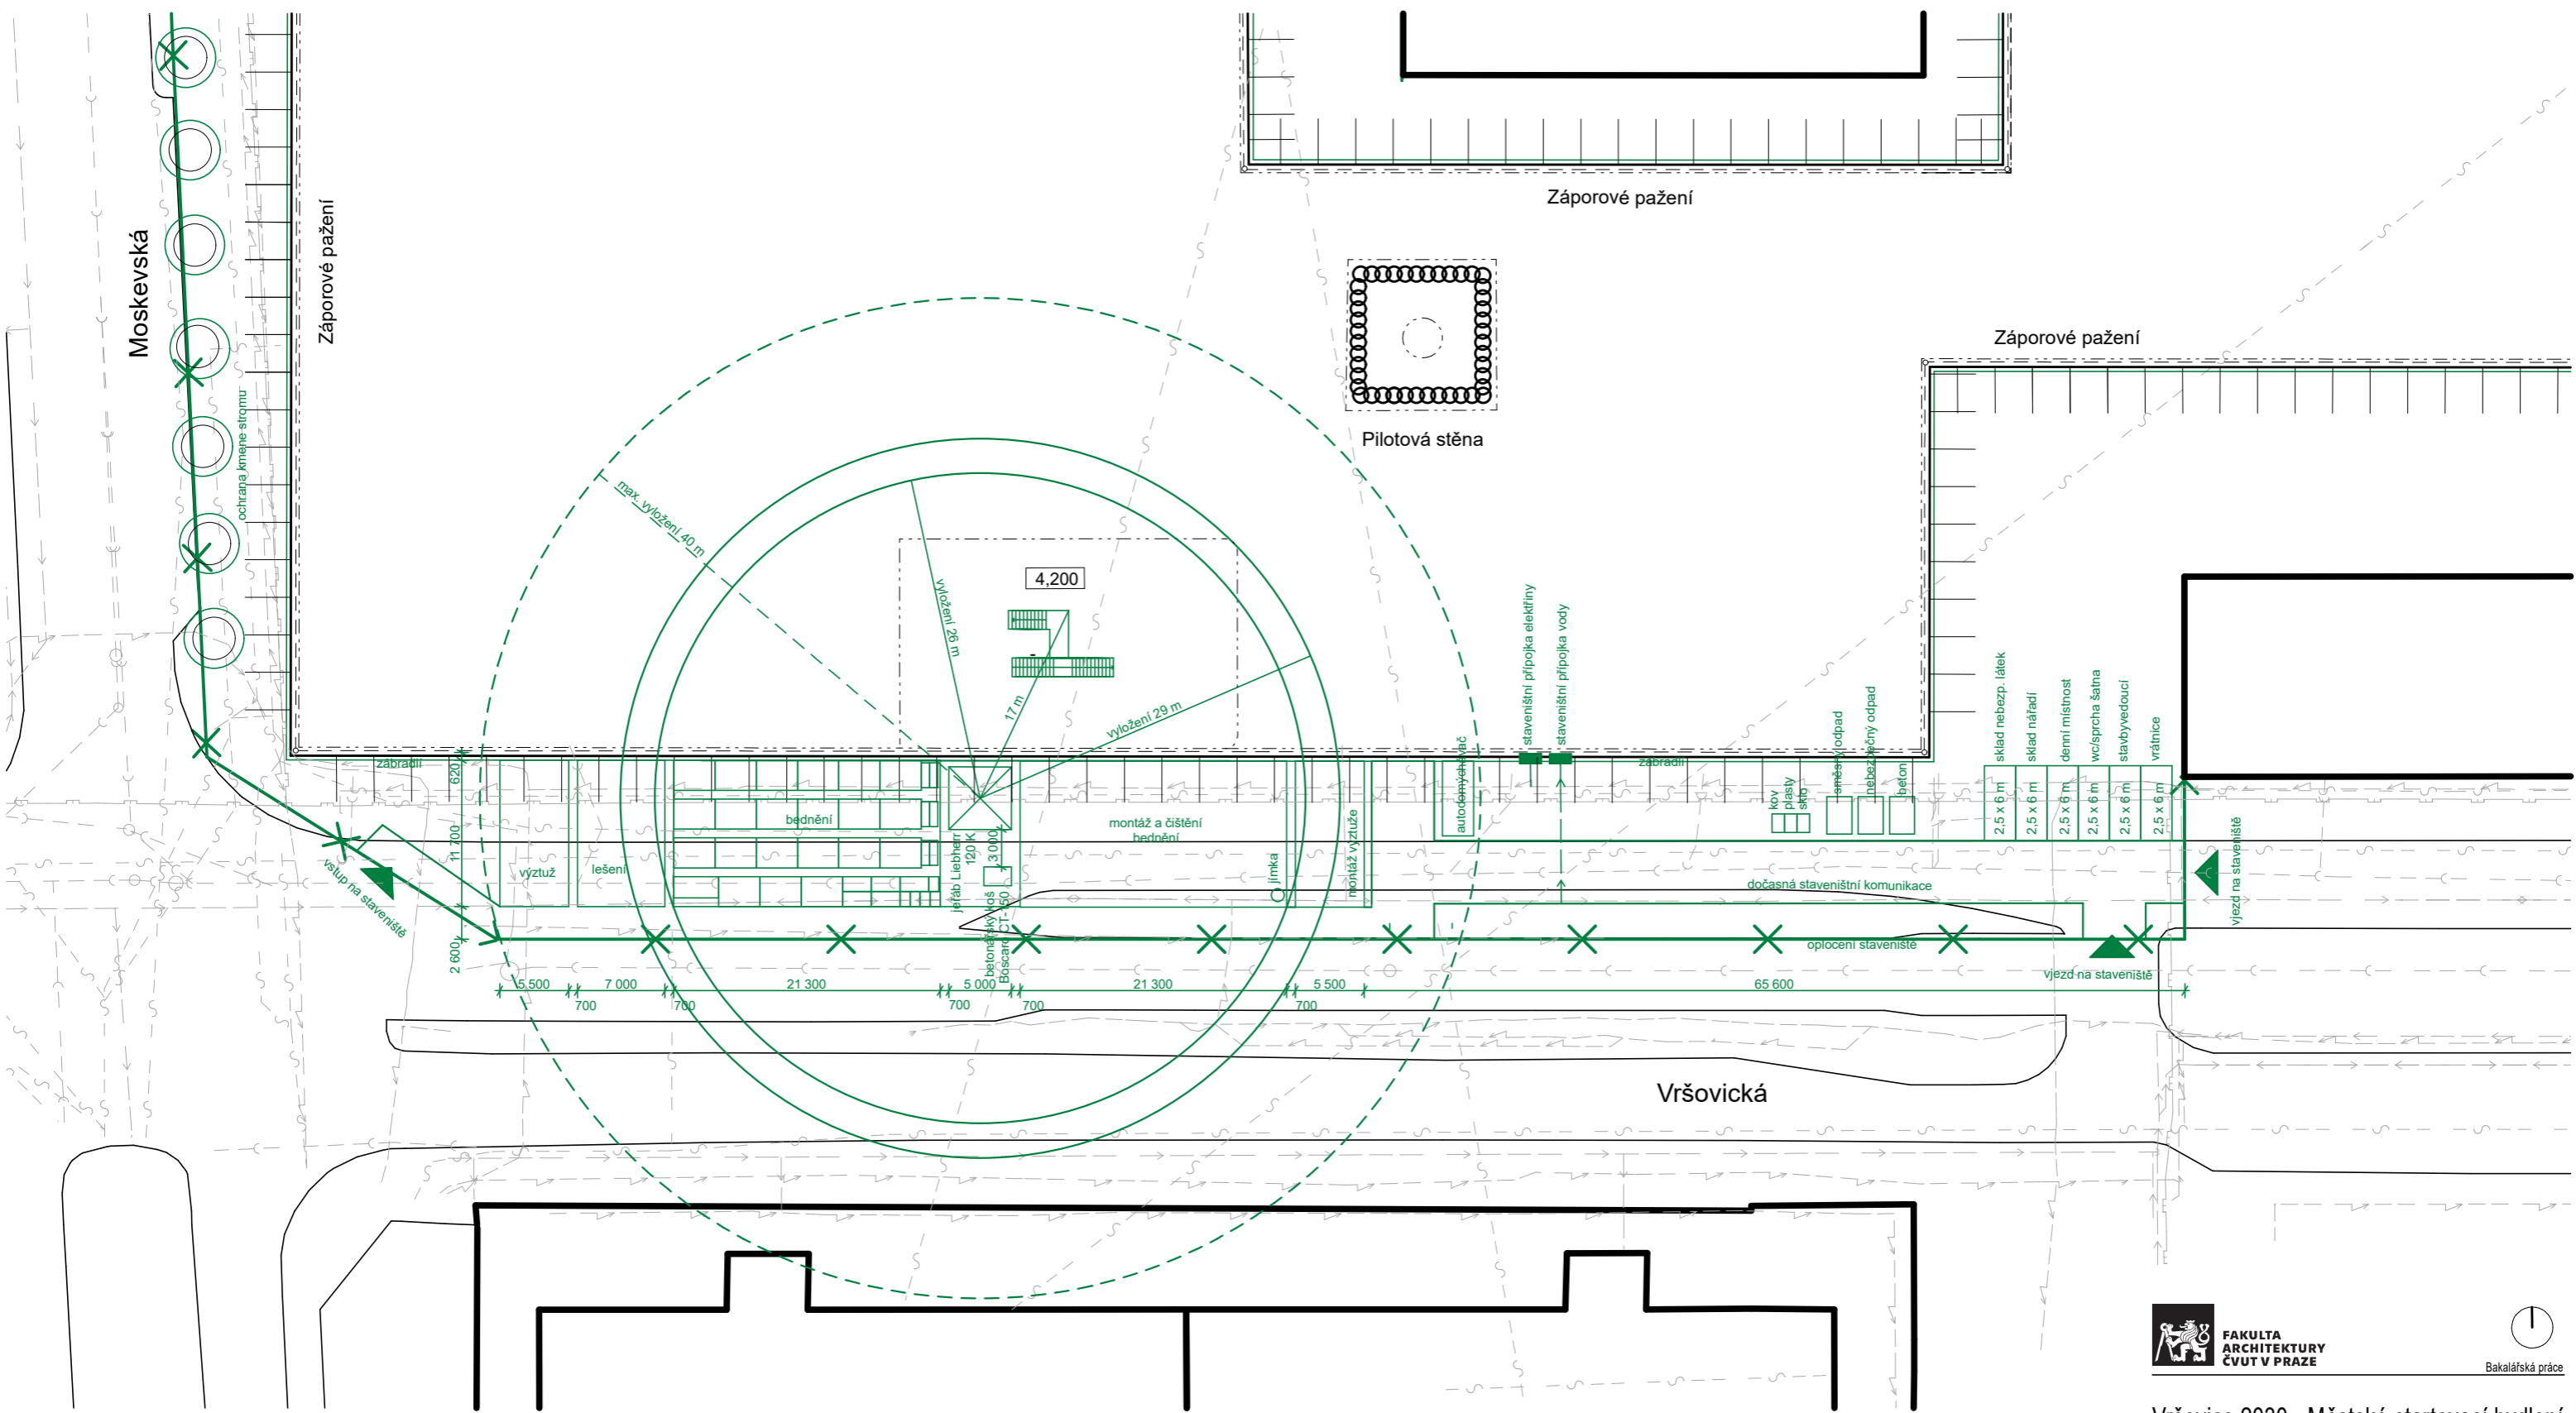 Moskevská
Záporové pažení
ochrana kmene stromu
Záporové pažení
Záporové pažení
Pilotová stěna
max. vyložení 40 m
vyložení 26 m
17 m
vyložení 29 m
4,200
staveništní přípojka elektřiny
staveništní přípojka vody
autodomýchávač
zábradlí
zábradlí
kov
plasty
sklo
směsný odpad
nebezpečný odpad
beton
sklad nebezp. látek
sklad nářadí
denní místnost
wc/sprcha šatna
stavbyvedoucí
vrátnice
2,5 x 6 m
2,5 x 6 m
2,5 x 6 m
2,5 x 6 m
2,5 x 6 m
2,5 x 6 m
620
11 700
2 600
výztuž
lešení
bednění
jeřáb Liebherr
120 K
3 000
betonářský koš
Boscaro CT-150
montáž a čištění
bednění
jímka
montáž výztuže
dočasná staveništní komunikace
oplocení staveniště
vstup na staveniště
vjezd na staveniště
vjezd na staveniště
5 500
700
7 000
700
21 300
700
5 000
700
21 300
700
5 500
65 600
Vršovická
FAKULTA
ARCHITEKTURY
ČVUT V PRAZE
Bakalářská práce